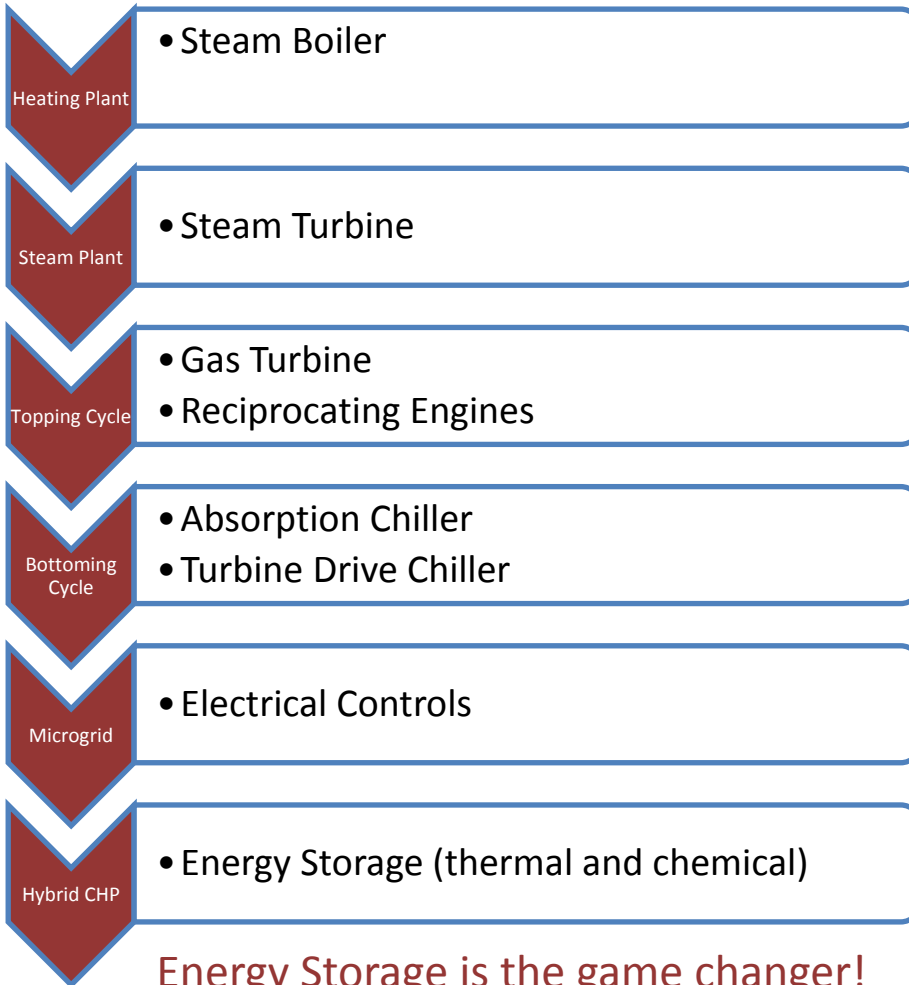 • Steam Boiler
Heating Plant
• Steam Turbine
Steam Plant
• Gas Turbine
• Reciprocating Engines
Topping Cycle
• Absorption Chiller
• Turbine Drive Chiller
Bottoming
Cycle
• Electrical Controls
Microgrid
• Energy Storage (thermal and chemical)
Hybrid CHP
Energy Storage is the game changer!